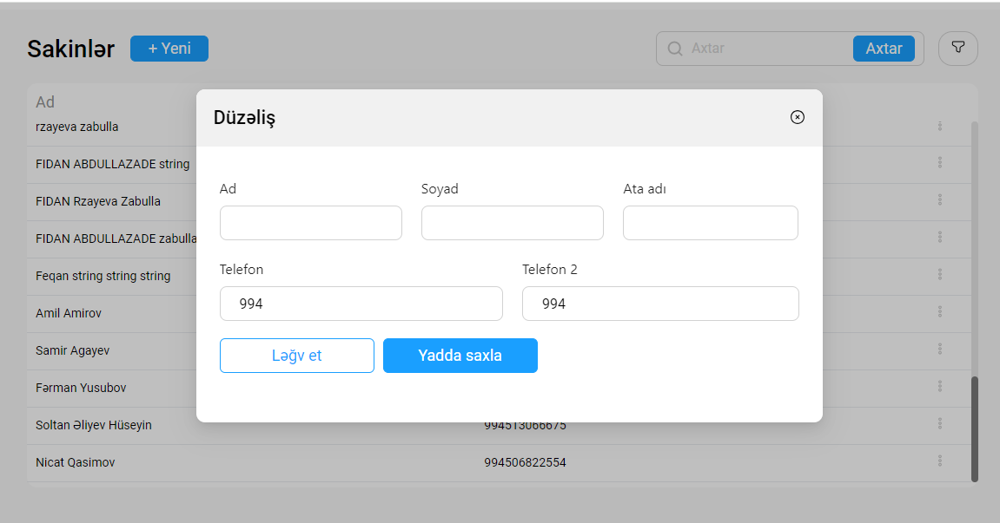 Sakinlər
+ Yeni
Axtar
Axtar
Ad
rzayeva zabulla
FIDAN ABDULLAZADE string
FIDAN Rzayeva Zabulla
FIDAN ABDULLAZADE zabulla
Feqan string string string
Amil Amirov
Samir Agayev
Fərman Yusubov
Soltan Əliyev Hüseyin
994513066675
Nicat Qasimov
994506822554
Düzəliş
Ad
Soyad
Ata adı
Telefon
Telefon 2
994
994
Ləğv et
Yadda saxla